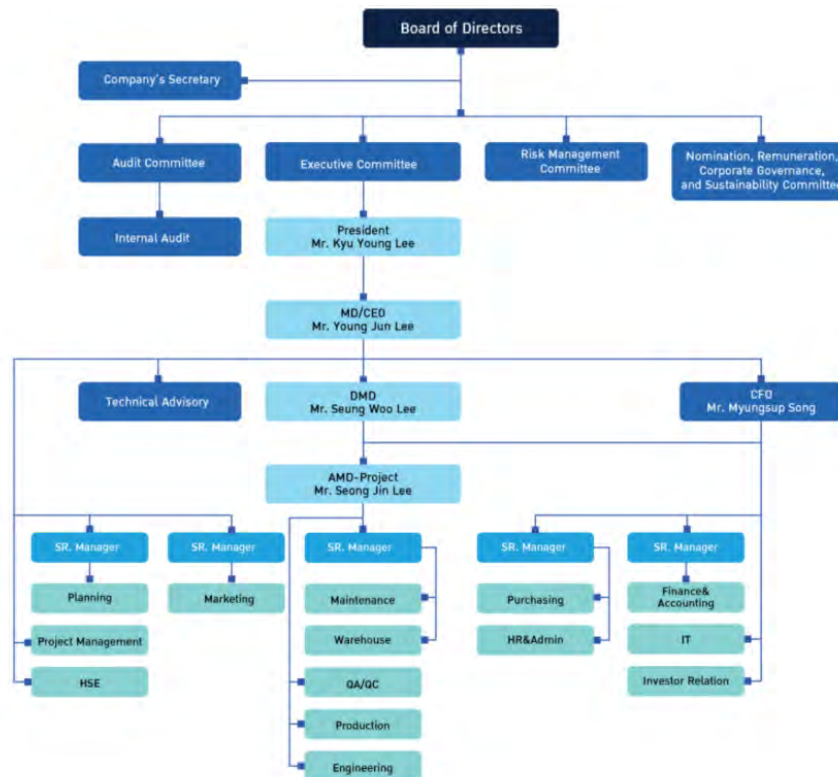 Board of Directors
Company's Secretary
Audit Committee
Executive Committee
Risk Management
Committee
Nomination, Remuneration,
Corporate Governance,
and Sustainability Committee
Internal Audit
President
Mr. Kyu Young Lee
MD/CEO
Mr. Young Jun Lee
Technical Advisory
DMD
Mr. Seung Woo Lee
CFO
Mr. Myungsup Song
AMD-Project
Mr. Seong Jin Lee
SR. Manager
SR. Manager
SR. Manager
SR. Manager
SR. Manager
Planning
Marketing
Maintenance
Purchasing
Finance&
Accounting
Project Management
Warehouse
HR&Admin
IT
HSE
QA/QC
Investor Relation
Production
Engineering